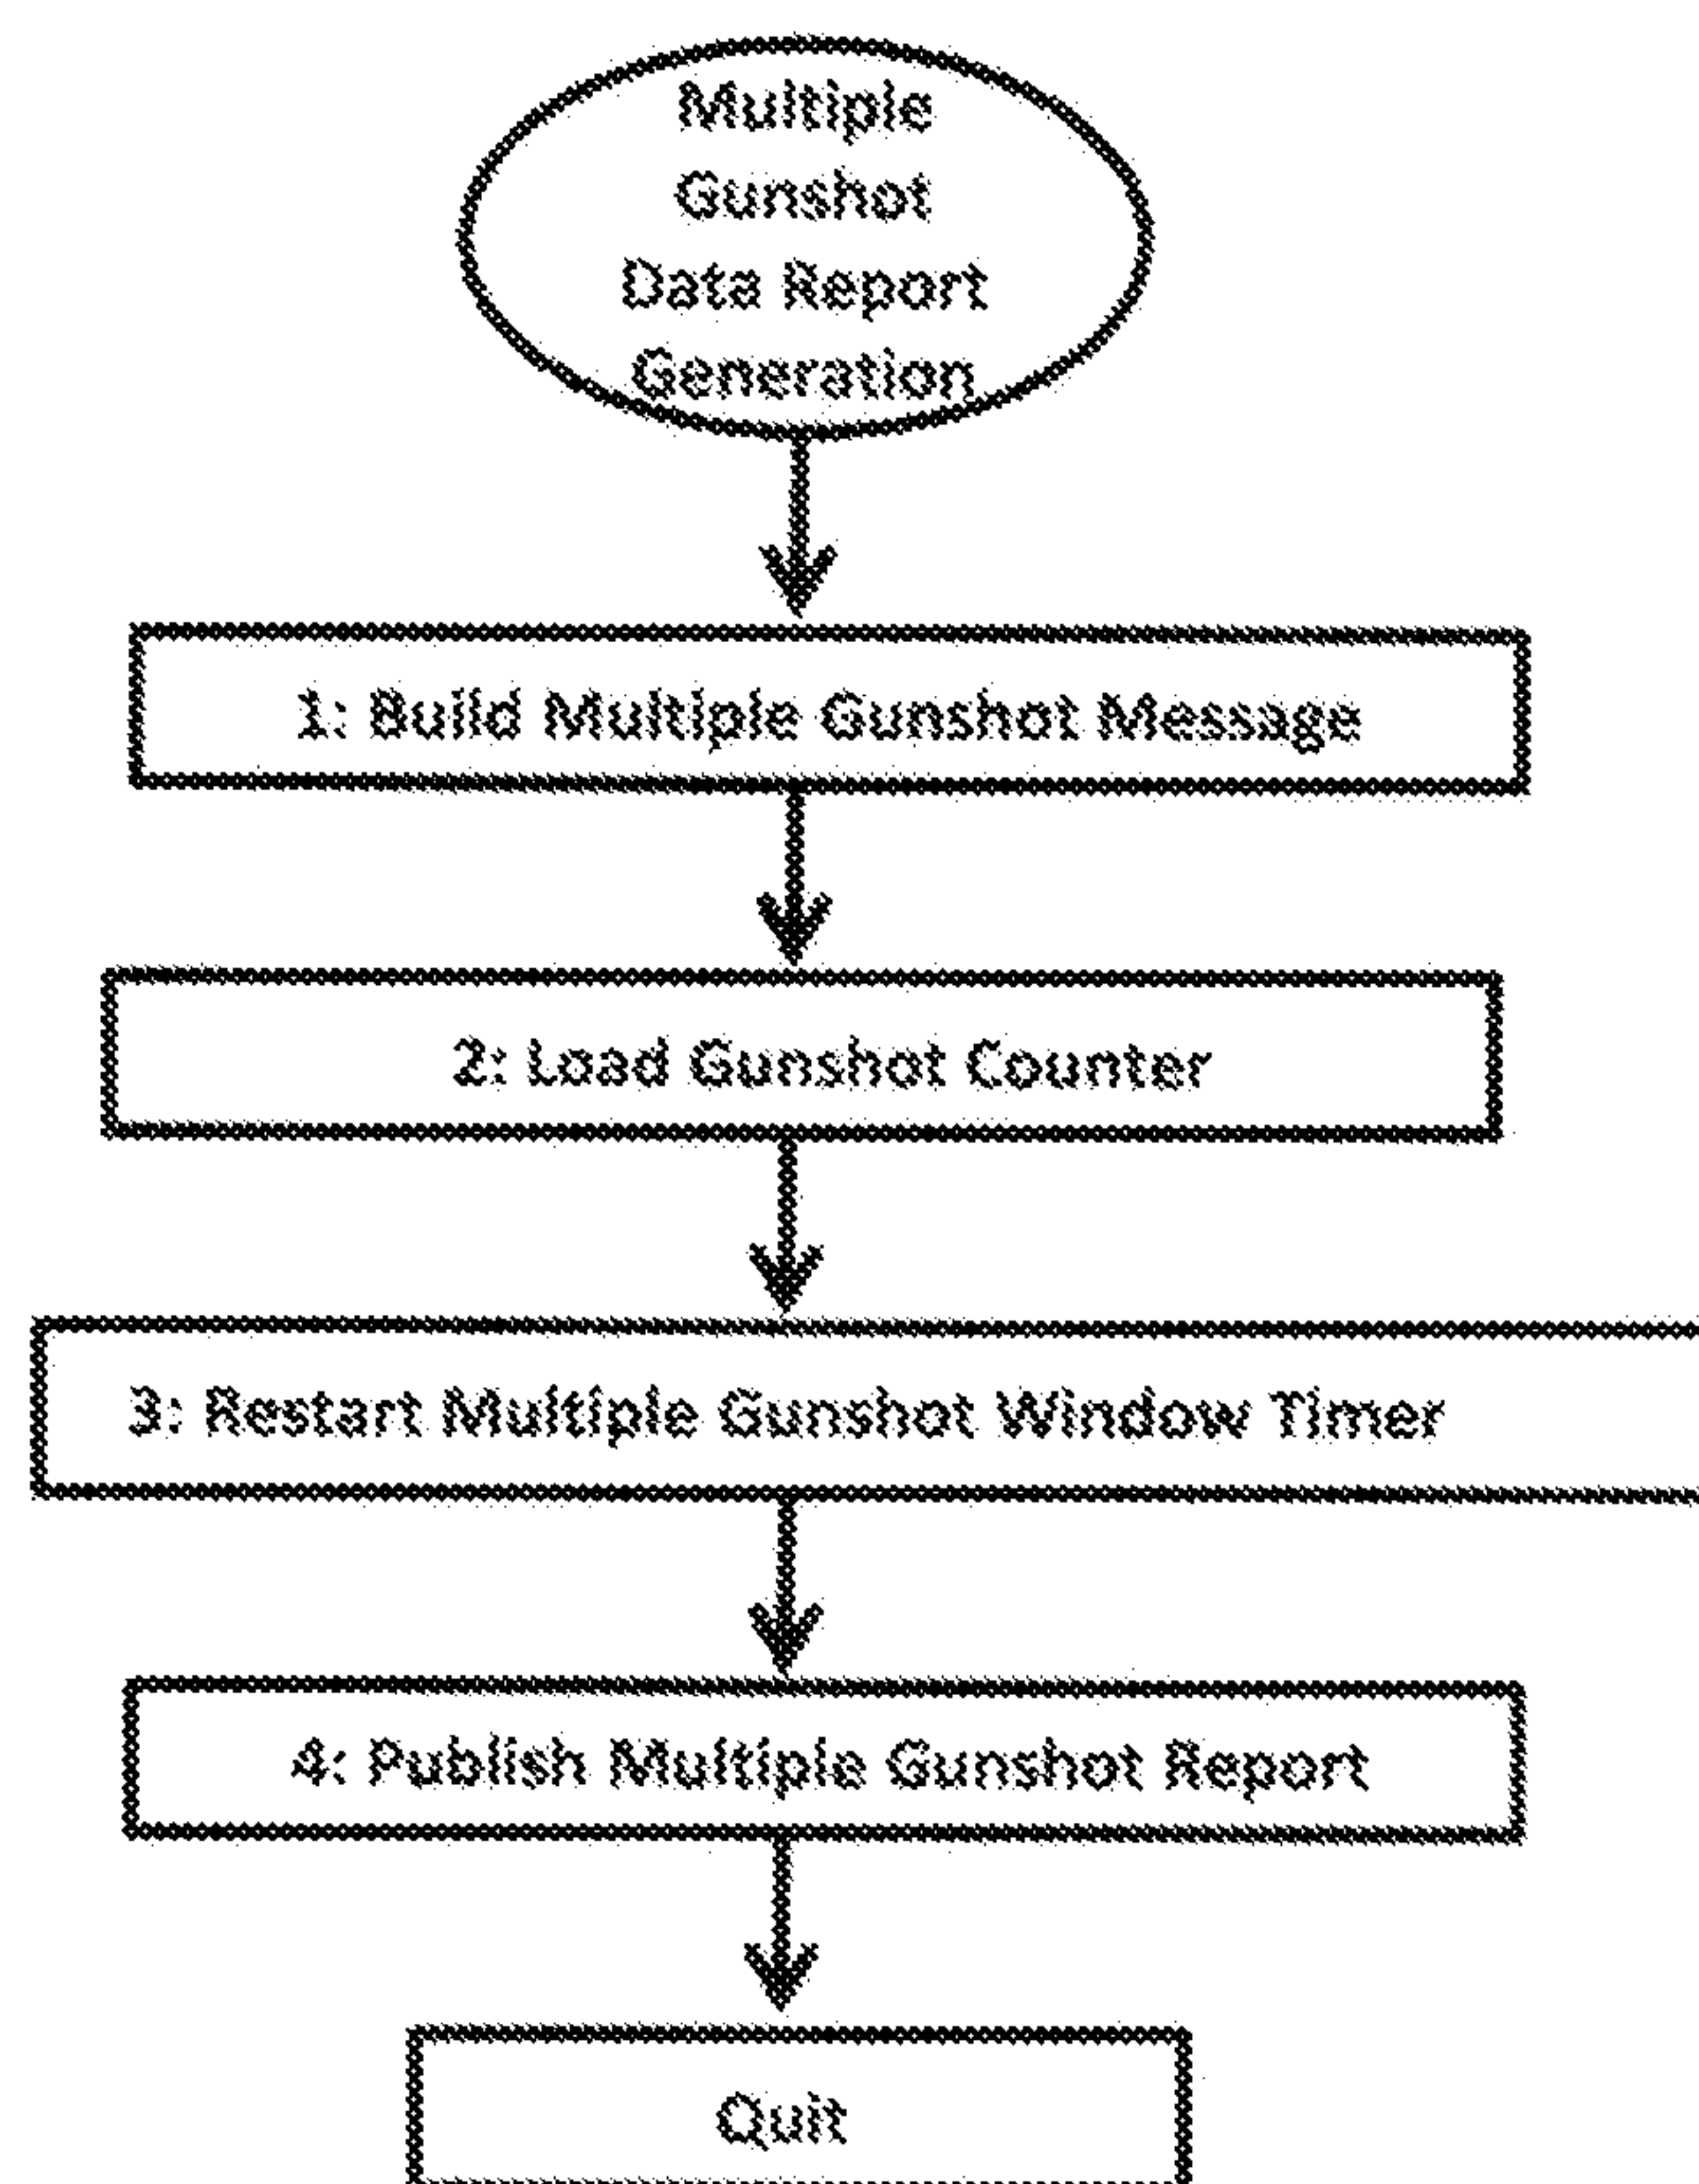 Multiple
Gunshot
Data Report
Generation
1: Build Multiple Gunshot Message
2: Load Gunshot Counter
3: Restart Multiple Gunshot Window Timer
4: Publish Multiple Gunshot Report
Quit